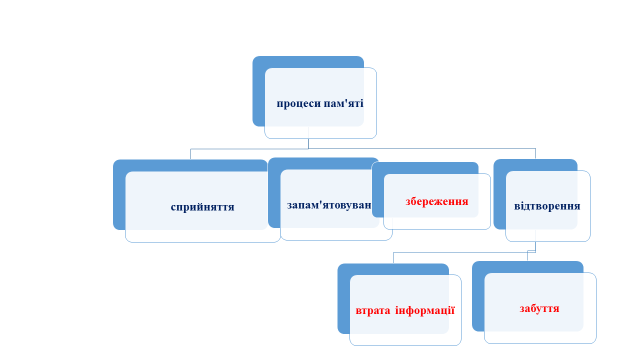 процеси пам'яті
сприйняття
запам'ятовуван
збереження
відтворення
втрата інформації
забуття